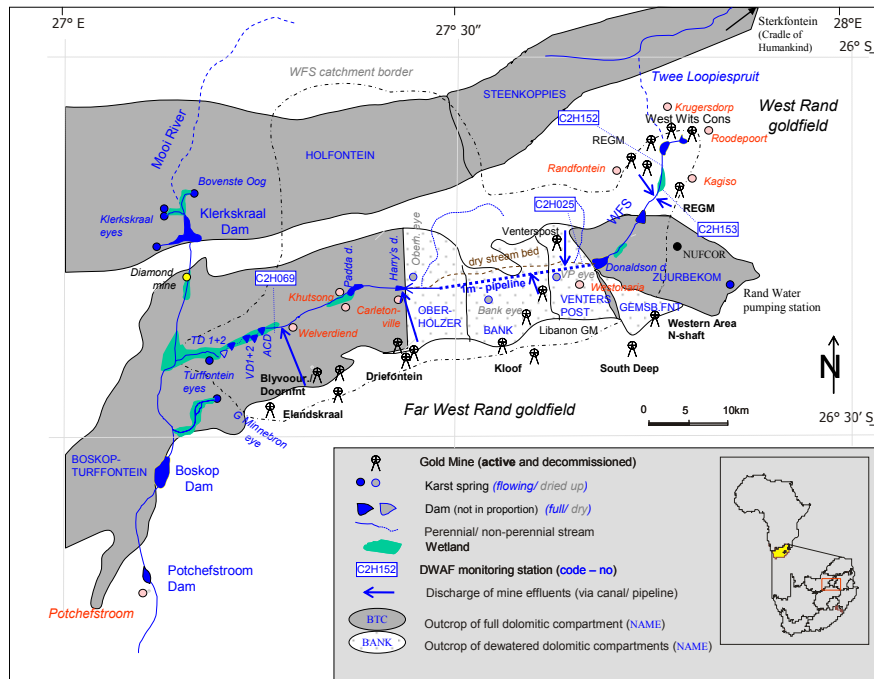 27° E
27° 30"
28°E
Sterkfontein
(Cradle of
Humankind)
26° S
WFS catchment border
Twee Loopiespruit
STEENKOPPIES
Mooi River
Krugersdorp
West Rand
goldfield
C2H152
West Wits Cons
Roodepoort
REGM
HOLFONTEIN
Randfontein
Kagiso
Bovenste Oog
REGM
Klerkskraal
eyes
Klerkskraal
Dam
C2H025
WFS
C2H153
Venterspost
NUFCOR
Oberh. eye
Harry's d.
Padda d.
dry stream bed
Diamond
mine
C2H069
Donaldson d.
ZUURBEKOM
VP eye
1m - pipeline
Westonaria
Rand Water
pumping station
Khutsong
Carleton-
ville
OBER-
HOLZER
Bank eye
VENTERS
POST
GEMSB.FNT
BANK
Libanon GM
Western Area
N-shaft
Welverdiend
TD 1+2
VD1+2
ACD
Turffontein
eyes
Blyvoor./
Doornfnt
Driefontein
Kloof
South Deep
N
Elandskraal
Far West Rand goldfield
0 5 10km
26° 30" S
G Minnebron
eye
BOSKOP-
TURFFONTEIN
Boskop
Dam
Potchefstroom
Dam
Potchefstroom
Gold Mine (active and decommissioned)
Karst spring (flowing/ dried up)
Dam (not in proportion) (full/ dry)
Perennial/ non-perennial stream
Wetland
C2H152 DWAF monitoring station (code – no)
Discharge of mine effluents (via canal/ pipeline)
BTC Outcrop of full dolomitic compartment (NAME)
BANK Outcrop of dewatered dolomitic compartments (NAME)